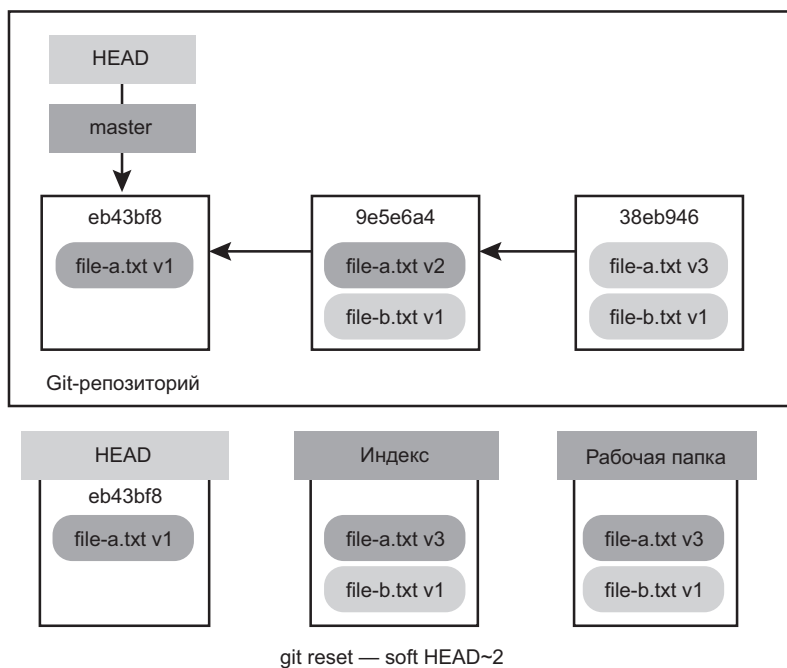 HEAD
master
eb43bf8
9e5e6a4
38eb946
file-a.txt v1
file-a.txt v2
file-a.txt v3
file-b.txt v1
file-b.txt v1
Git-репозиторий
HEAD
Индекс
Рабочая папка
eb43bf8
file-a.txt v1
file-a.txt v3
file-a.txt v3
file-b.txt v1
file-b.txt v1
git reset — soft HEAD~2